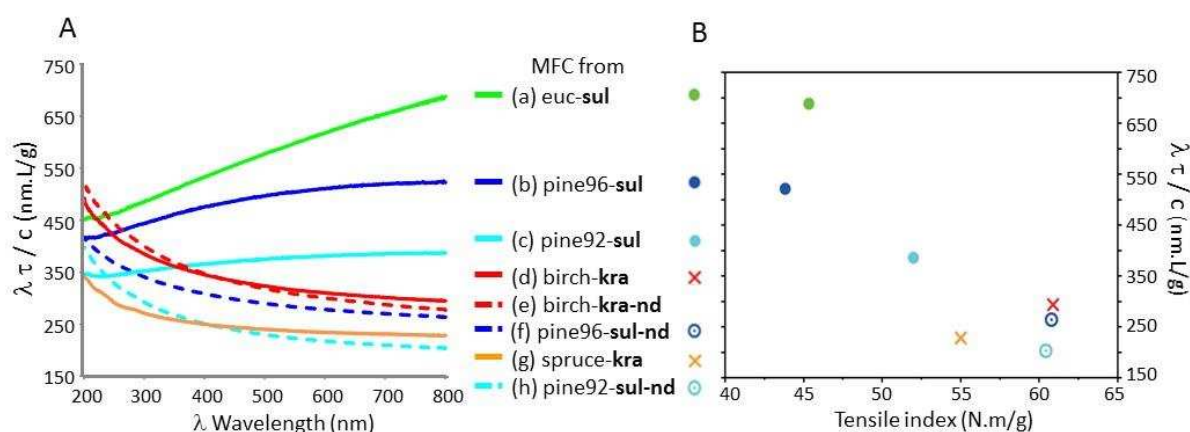 A
λ τ / c (nm.L/g)
750
650
550
450
350
250
150
200 300 400 500 600 700 800
λ Wavelength (nm)
MFC from
(a) euc-sul
(b) pine96-sul
(c) pine92-sul
(d) birch-kra
(e) birch-kra-nd
(f) pine96-sul-nd
(g) spruce-kra
(h) pine92-sul-nd
B
750
650
550
450
350
250
150
λ τ / c (nm.L/g)
40 45 50 55 60 65
Tensile index (N.m/g)